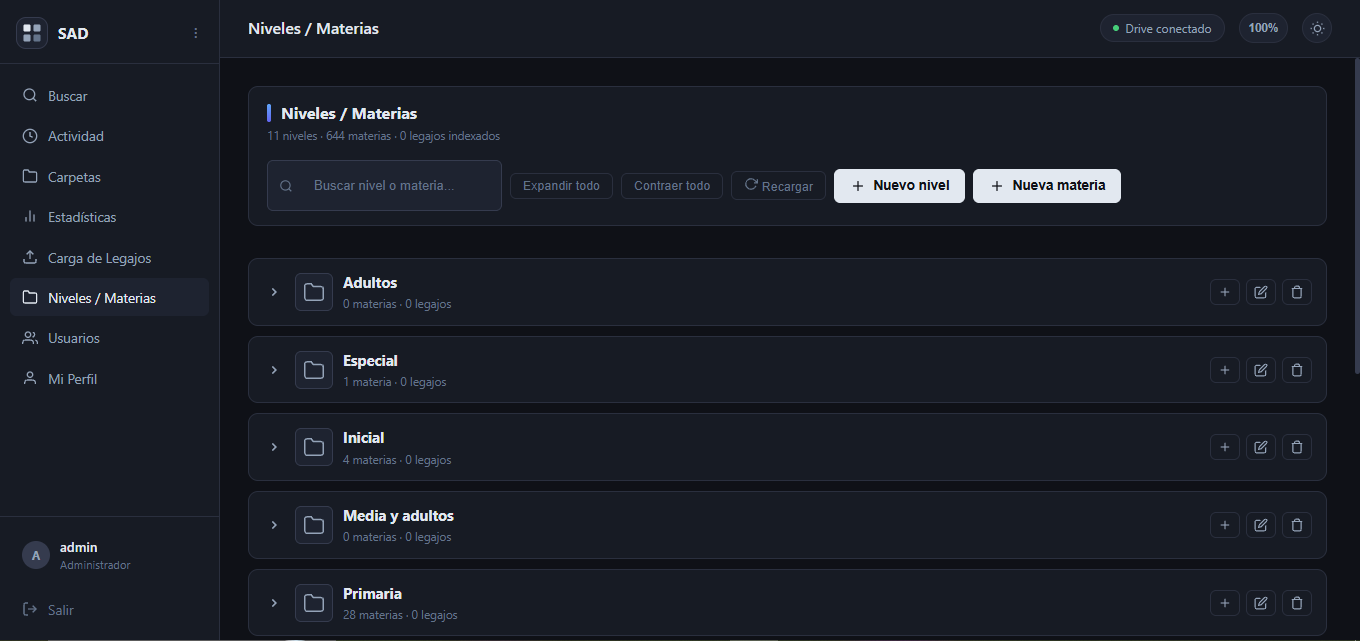 SAD
Niveles / Materias
Drive conectado
100%
Buscar
Actividad
Carpetas
Estadísticas
Carga de Legajos
Niveles / Materias
Usuarios
Mi Perfil
A
admin
Administrador
Salir
Niveles / Materias
11 niveles · 644 materias · 0 legajos indexados
Buscar nivel o materia...
Expandir todo
Contraer todo
Recargar
+ Nuevo nivel
+ Nueva materia
Adultos
0 materias · 0 legajos
Especial
1 materia · 0 legajos
Inicial
4 materias · 0 legajos
Media y adultos
0 materias · 0 legajos
Primaria
28 materias · 0 legajos